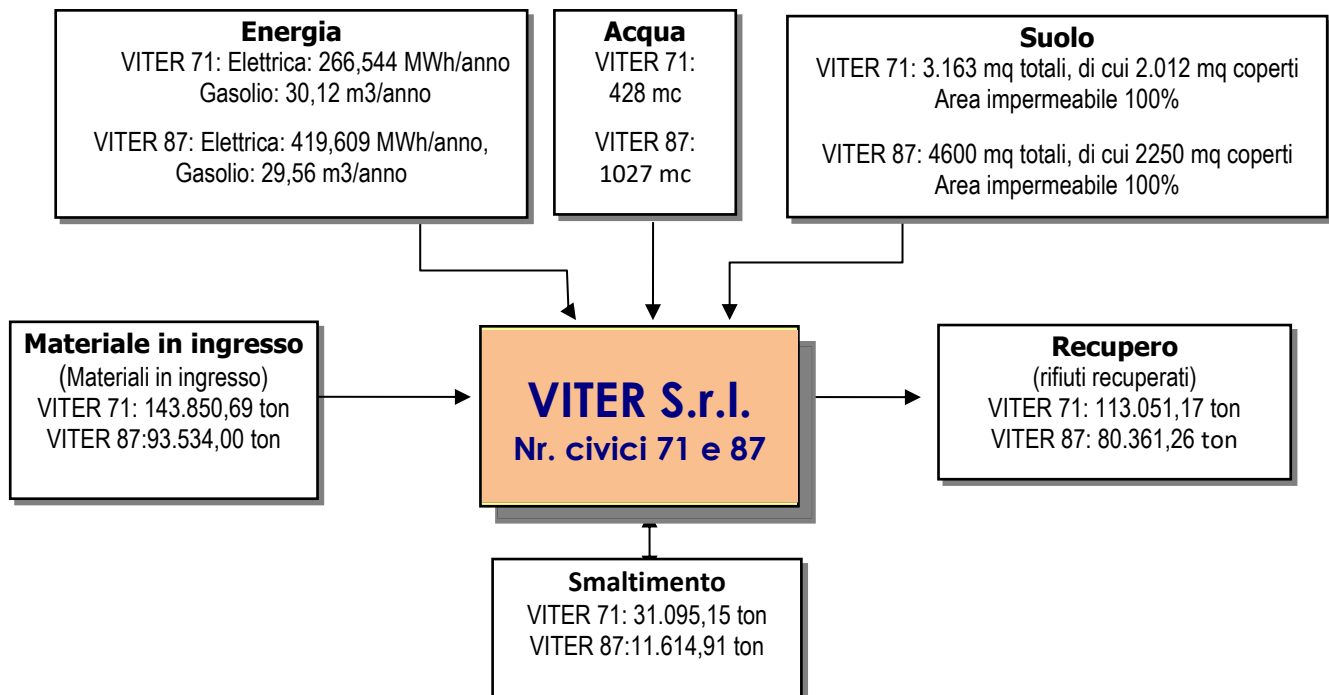 Energia
VITER 71: Elettrica: 266,544 MWh/anno
Gasolio: 30,12 m3/anno
VITER 87: Elettrica: 419,609 MWh/anno,
Gasolio: 29,56 m3/anno
Acqua
VITER 71:
428 mc
VITER 87:
1027 mc
Suolo
VITER 71: 3.163 mq totali, di cui 2.012 mq coperti
Area impermeabile 100%
VITER 87: 4600 mq totali, di cui 2250 mq coperti
Area impermeabile 100%
Materiale in ingresso
(Materiali in ingresso)
VITER 71: 143.850,69 ton
VITER 87:93.534,00 ton
VITER S.r.l.
Nr. civici 71 e 87
Recupero
(rifiuti recuperati)
VITER 71: 113.051,17 ton
VITER 87: 80.361,26 ton
Smaltimento
VITER 71: 31.095,15 ton
VITER 87:11.614,91 ton